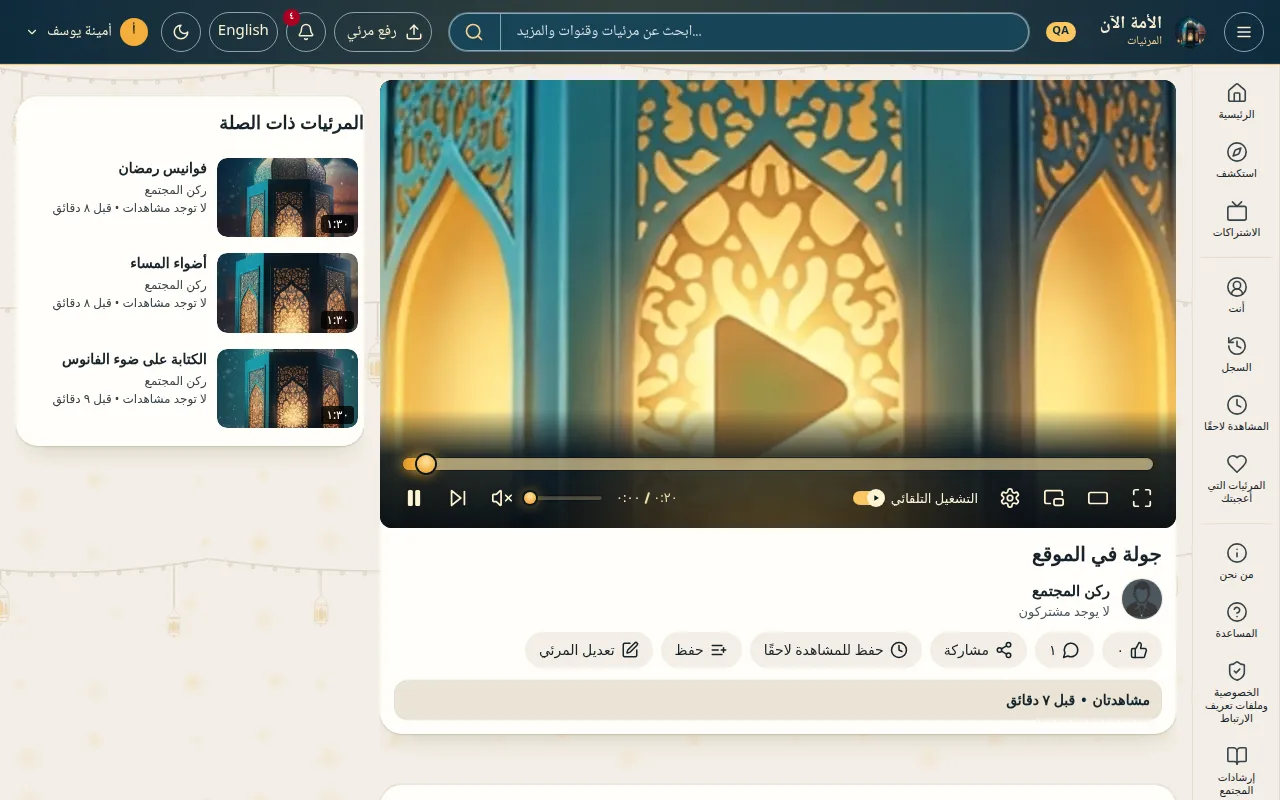 الأمة الآن
المرئيات
QA
ابحث عن مرئيات وقنوات والمزيد...
رفع مرئي
٤
English
أ
أمينة يوسف
الرئيسية
استكشف
الاشتراكات
أنت
السجل
المشاهدة لاحقًا
المرئيات التي
أعجبتك
من نحن
المساعدة
الخصوصية
وملفات تعريف
الارتباط
إرشادات
المجتمع
٠:٠٠ / ٠:٢٠
التشغيل التلقائي
جولة في الموقع
ركن المجتمع
لا يوجد مشتركون
٠
١
مشاركة
حفظ للمشاهدة لاحقًا
حفظ
تعديل المرئي
مشاهدتان • قبل ٧ دقائق
المرئيات ذات الصلة
١:٣٠
فوانيس رمضان
ركن المجتمع
لا توجد مشاهدات • قبل ٨ دقائق
١:٣٠
أضواء المساء
ركن المجتمع
لا توجد مشاهدات • قبل ٨ دقائق
١:٣٠
الكتابة على ضوء الفانوس
ركن المجتمع
لا توجد مشاهدات • قبل ٩ دقائق